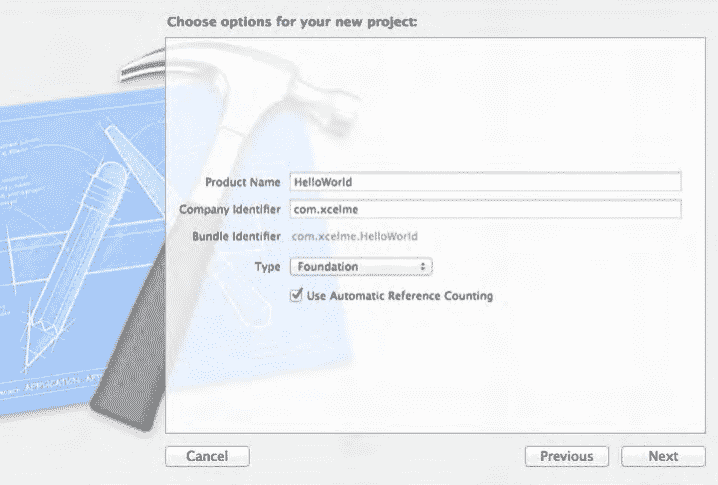 Choose options for your new project:
Product Name HelloWorld
Company Identifier com.xcelme
Bundle Identifier com.xcelme.HelloWorld
Type Foundation
Use Automatic Reference Counting
APPLICATION
Cancel Previous Next